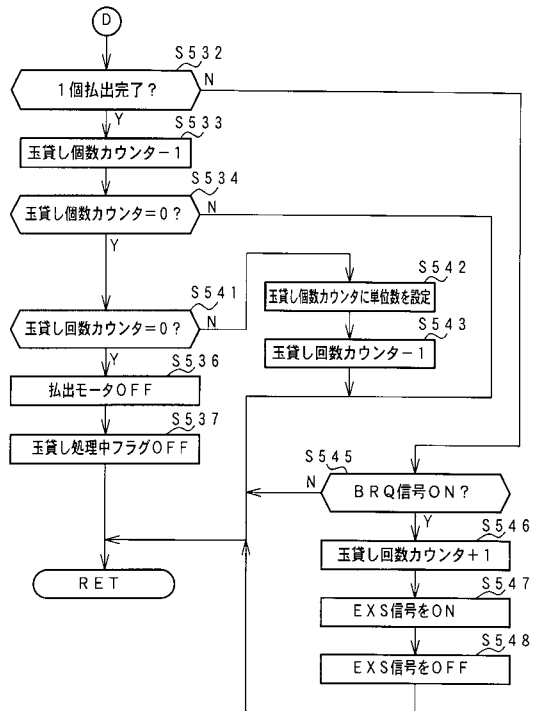 D
S532
1個払出完了?
N
Y
S533
玉貸し個数カウンタ−1
S534
玉貸し個数カウンタ=0?
N
Y
S541
玉貸し回数カウンタ=0?
N
Y
S542
玉貸し個数カウンタに単位数を設定
S543
玉貸し回数カウンタ−1
S536
払出モータOFF
S537
玉貸し処理中フラグOFF
RET
S545
BRQ信号ON?
N
Y
S546
玉貸し回数カウンタ+1
S547
EXS信号をON
S548
EXS信号をOFF